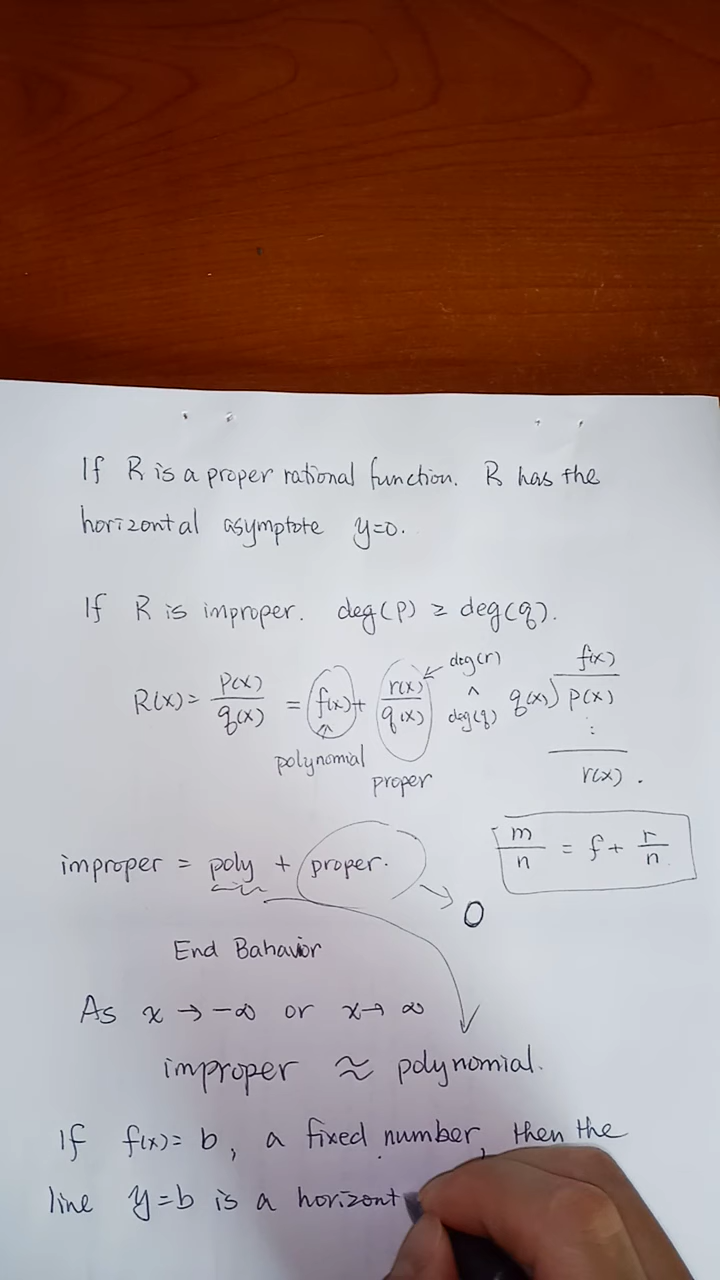 If R is a proper rational function. R has the
horizontal asymptote y=0.
If R is improper. deg(p) ≥ deg(q).
R(x) = p(x)/q(x) = f(x) + r(x)/q(x)
deg(r)
^
deg(q)
polynomial
proper
f(x)
q(x) ) p(x)
⋮
r(x) .
m/n = f + r/n
improper = poly + proper. → 0
End Bahavior
As x → -∞ or x → ∞
improper ≈ polynomial.
If f(x) = b, a fixed number, then the
line y=b is a horizont